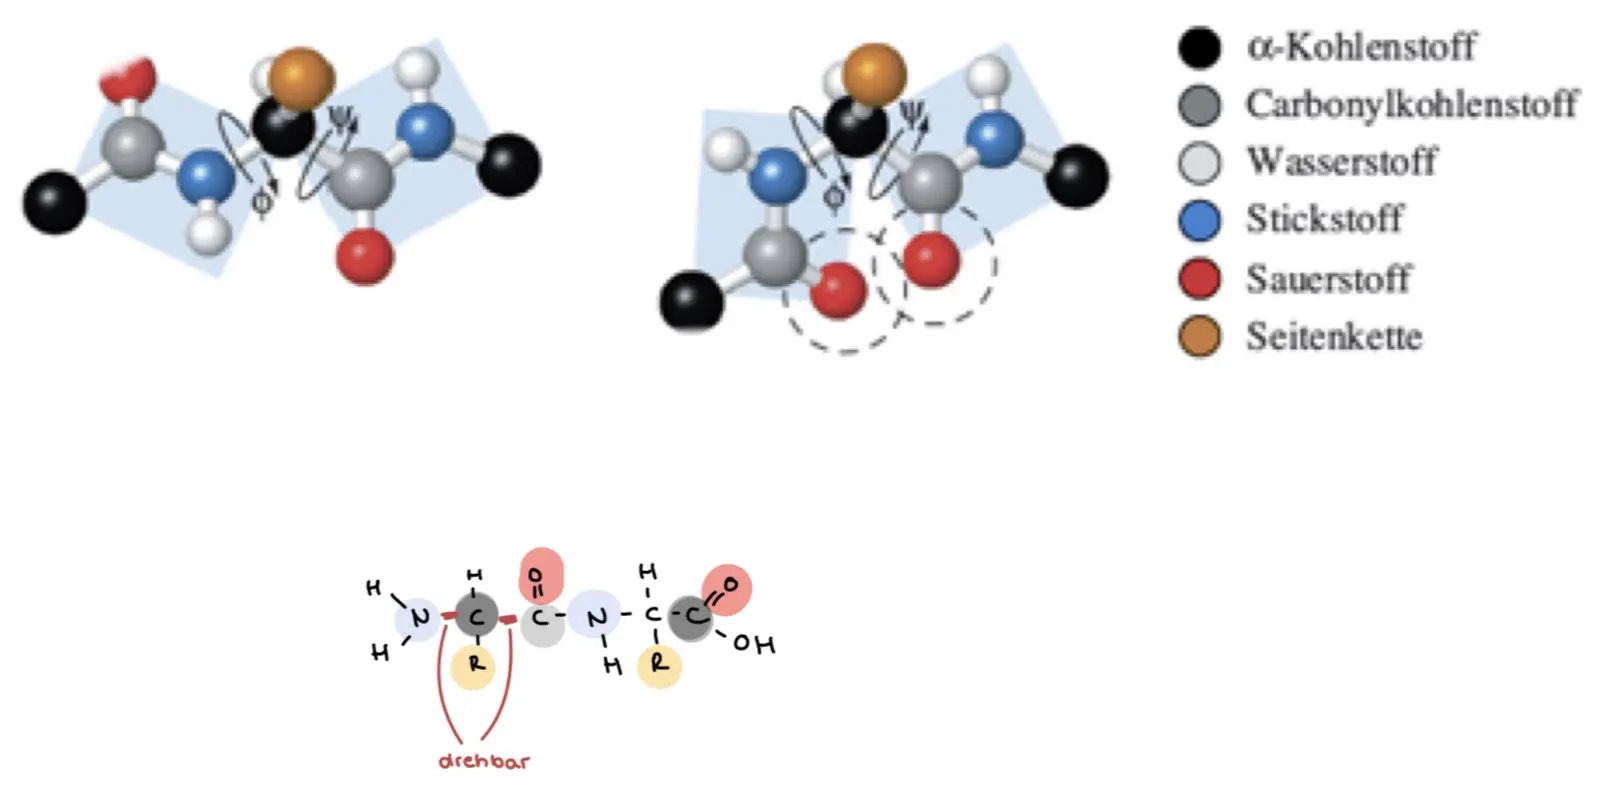 Φ
Ψ
Φ
Ψ
α-Kohlenstoff
Carbonylkohlenstoff
Wasserstoff
Stickstoff
Sauerstoff
Seitenkette
H H O H O
H N C C N C C
H R H R OH
drehbar